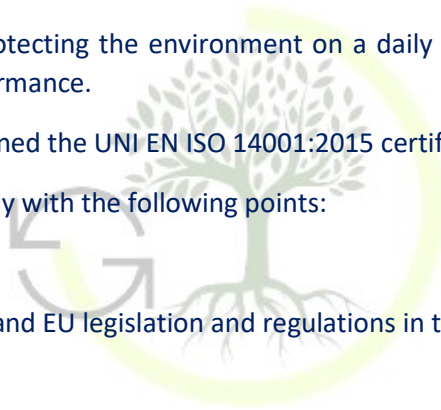 otecting the environment on a daily
rmance.
ned the UNI EN ISO 14001:2015 certif
y with the following points:
and EU legislation and regulations in t